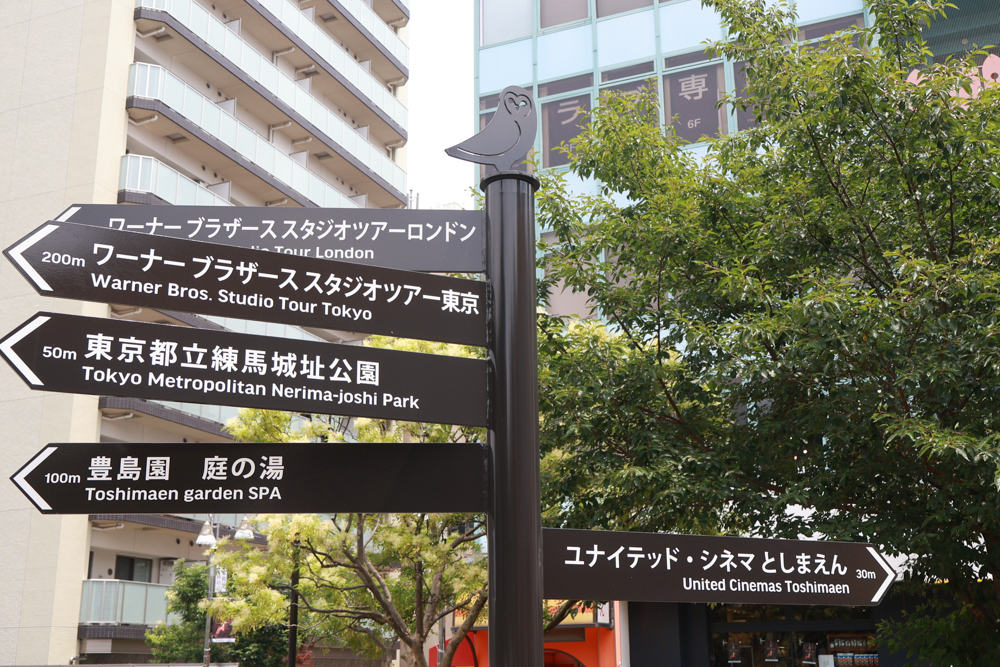 ラ
専
6F
ワーナー ブラザース スタジオツアーロンドン
Tour London
200m ワーナー ブラザース スタジオツアー東京
Warner Bros. Studio Tour Tokyo
50m 東京都立練馬城址公園
Tokyo Metropolitan Nerima-joshi Park
100m 豊島園 庭の湯
Toshimaen garden SPA
ユナイテッド・シネマ としまえん 30m
United Cinemas Toshimaen